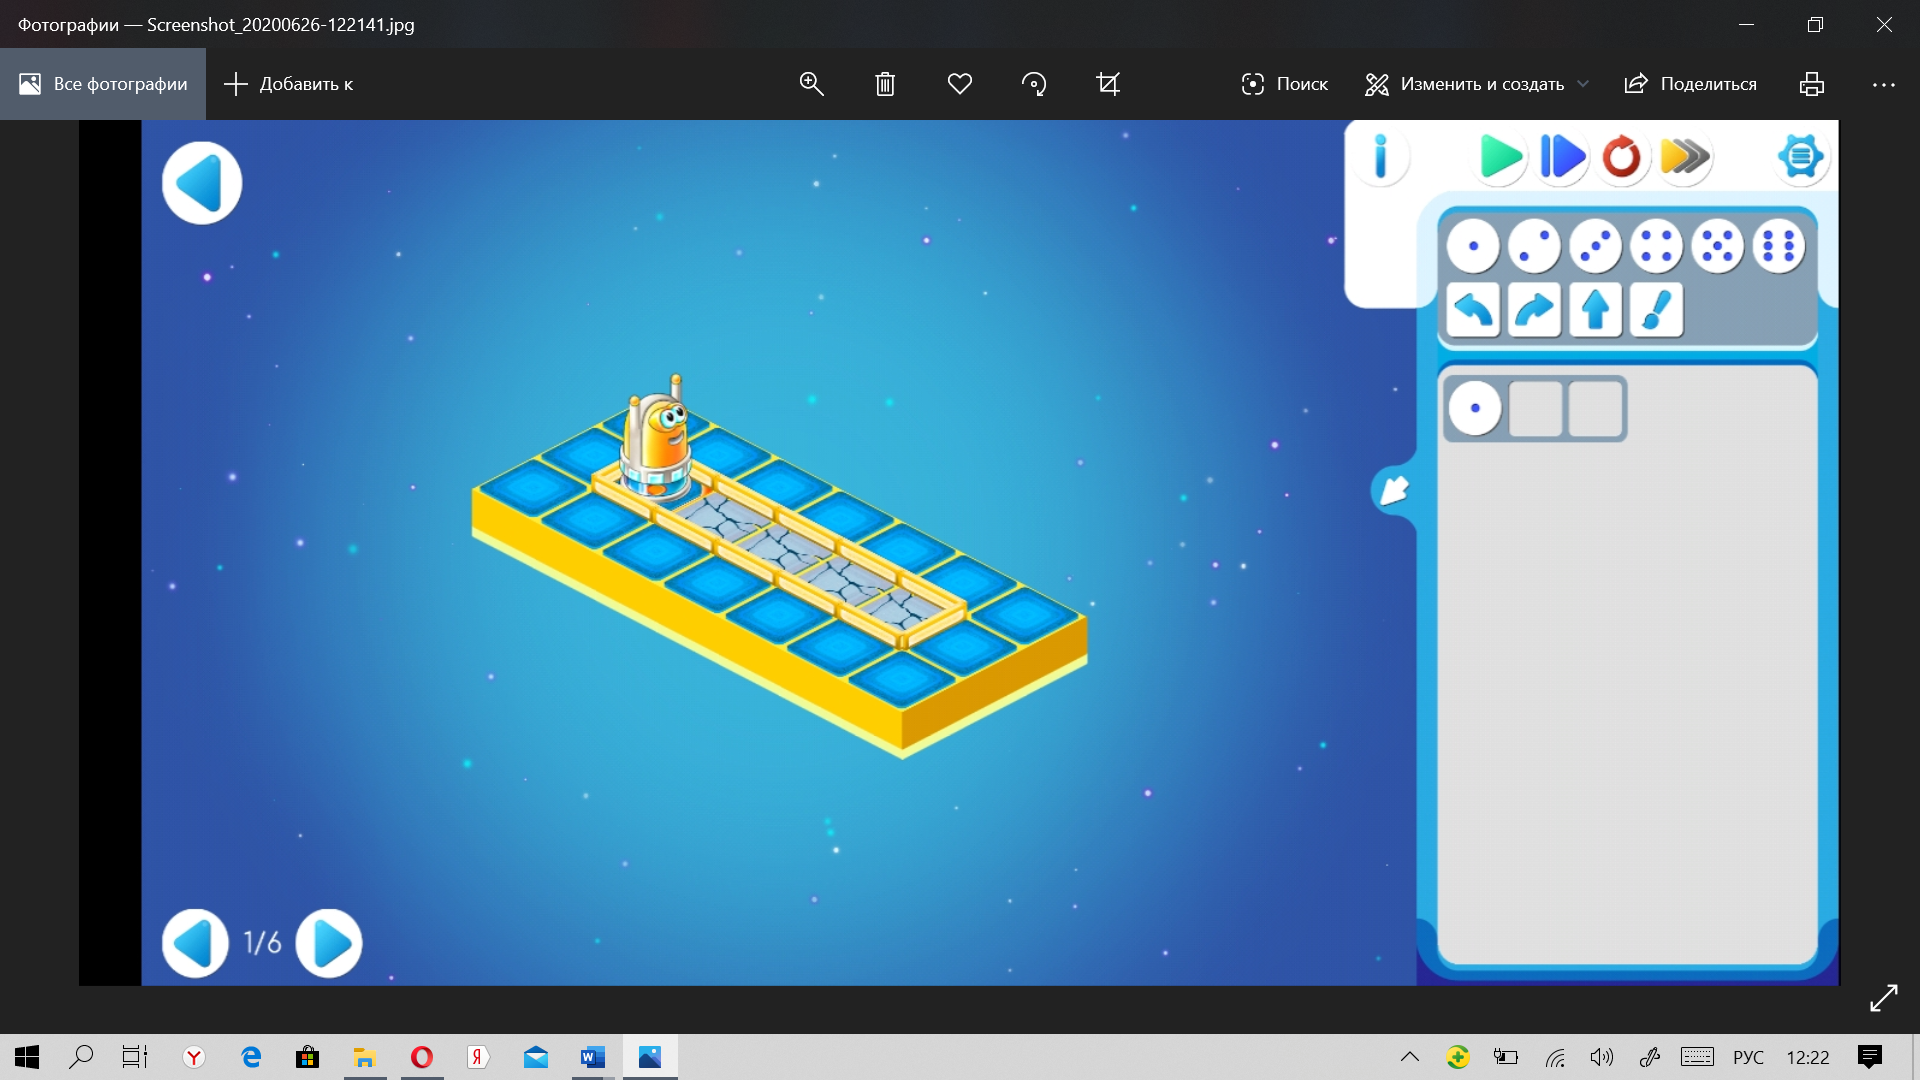 Фотографии — Screenshot_20200626-122141.jpg
Все фотографии
Добавить к
Поиск
Изменить и создать
Поделиться
1/6
РУС
12:22